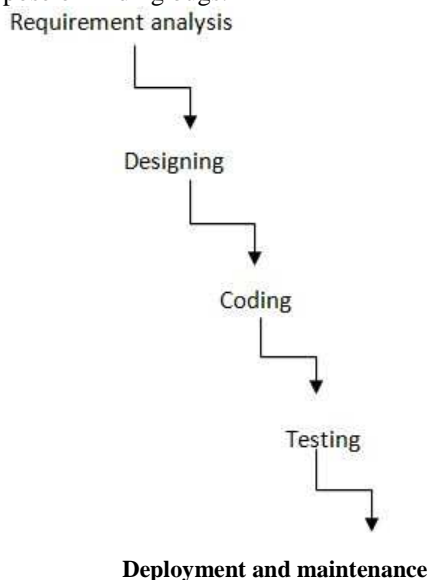 Requirement analysis
Designing
Coding
Testing
Deployment and maintenance